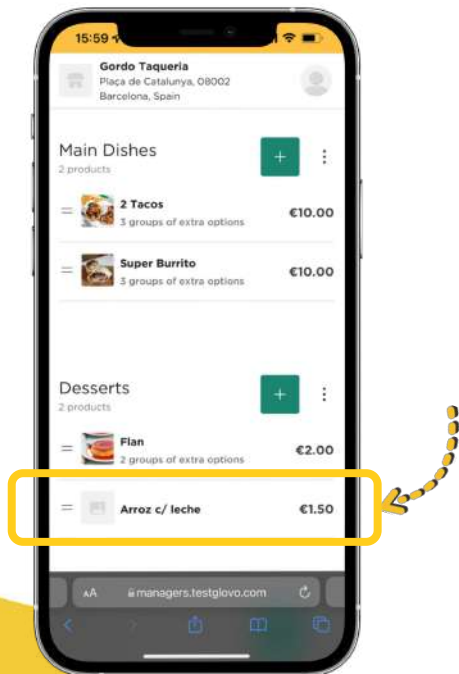 15:59
Gordo Taqueria
Plaça de Catalunya, 08002
Barcelona, Spain
Main Dishes
+
2 products
2 Tacos
3 groups of extra options
€10.00
Super Burrito
3 groups of extra options
€10.00
Desserts
+
2 products
Flan
2 groups of extra options
€2.00
Arroz c/ leche
€1.50
AA
managers.testglovo.com